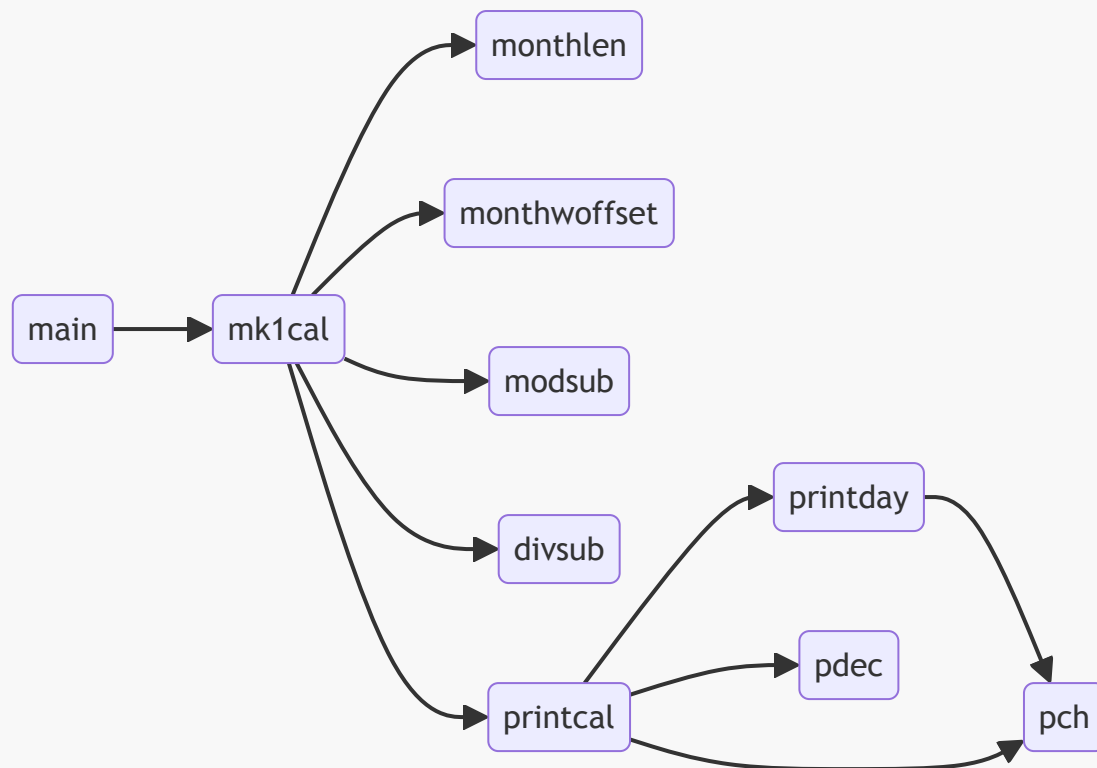 monthlen
monthwoffset
main
mk1cal
modsub
printday
divsub
pdec
printcal
pch